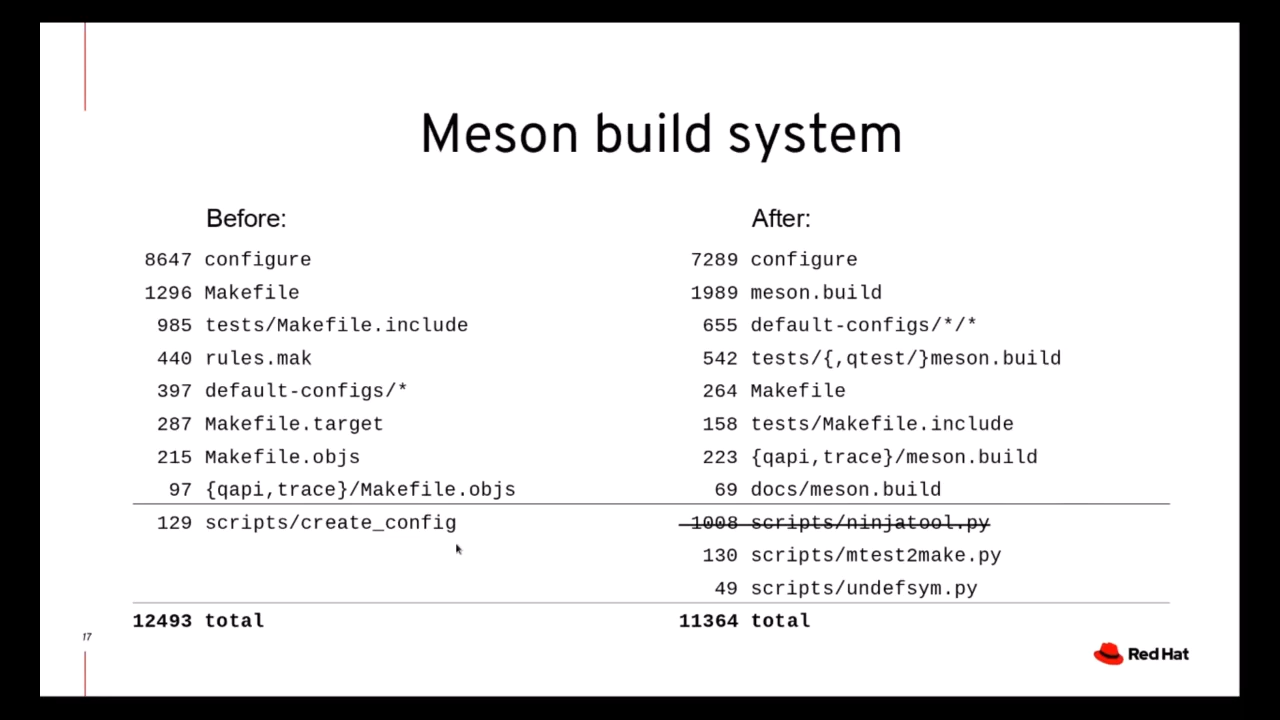 Meson build system
Before:
8647 configure
1296 Makefile
985 tests/Makefile.include
440 rules.mak
397 default-configs/*
287 Makefile.target
215 Makefile.objs
97 {qapi,trace}/Makefile.objs
129 scripts/create_config
12493 total
After:
7289 configure
1989 meson.build
655 default-configs/*/*
542 tests/{,qtest/}meson.build
264 Makefile
158 tests/Makefile.include
223 {qapi,trace}/meson.build
69 docs/meson.build
1008 scripts/ninjatool.py
130 scripts/mtest2make.py
49 scripts/undefsym.py
11364 total
17
Red Hat